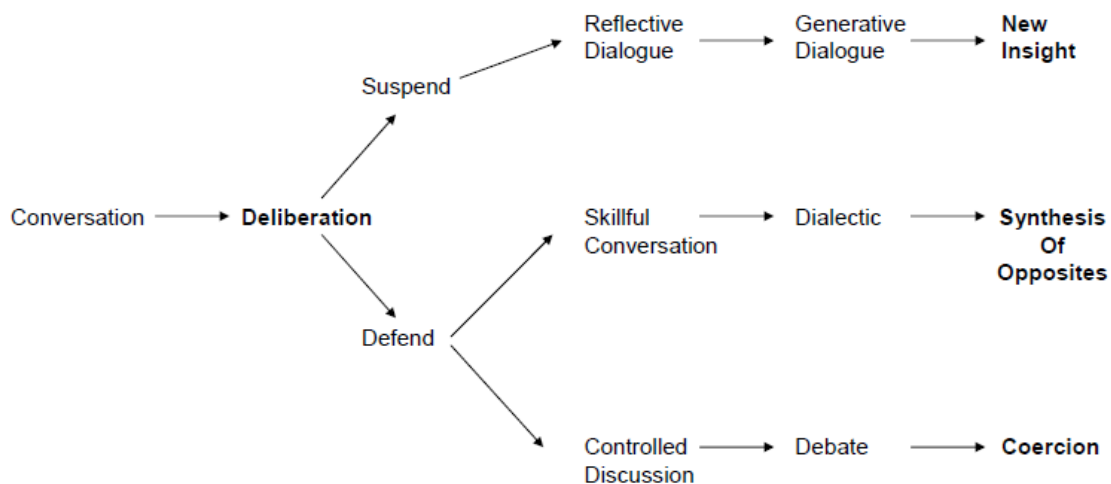 Reflective
Dialogue
Generative
Dialogue
New
Insight
Suspend
Conversation
Deliberation
Skillful
Conversation
Dialectic
Synthesis
Of
Opposites
Defend
Controlled
Discussion
Debate
Coercion